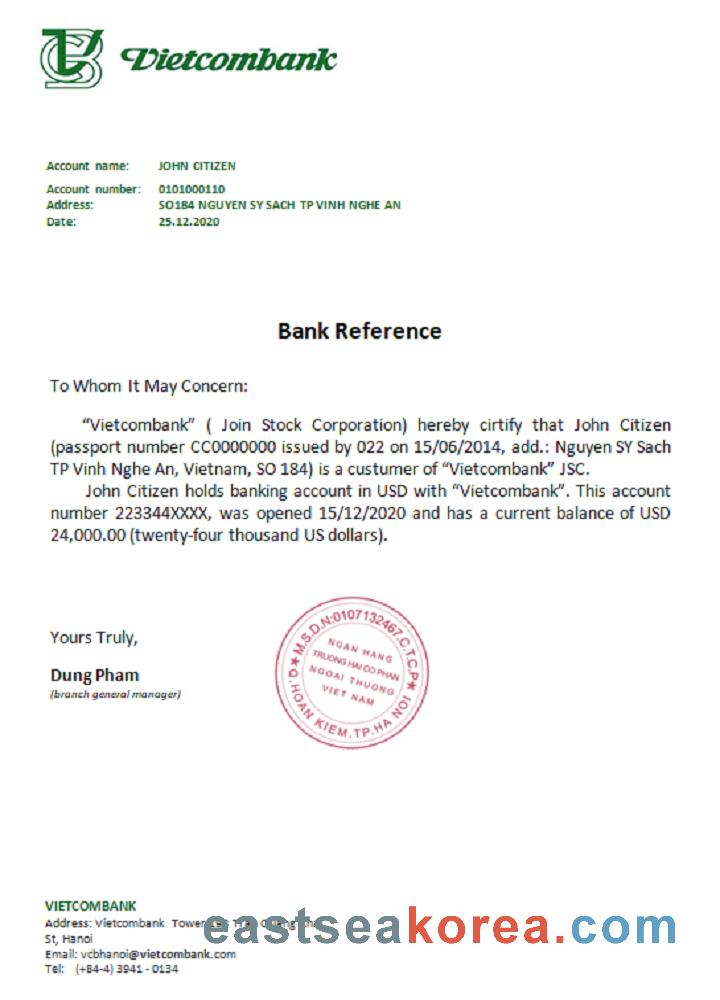 Vietcombank
Account name: JOHN CITIZEN
Account number: 0101000110
Address: SO184 NGUYEN SY SACH TP VINH NGHE AN
Date: 25.12.2020
Bank Reference
To Whom It May Concern:
“Vietcombank” ( Join Stock Corporation) hereby cirtify that John Citizen
(passport number CC0000000 issued by 022 on 15/06/2014, add.: Nguyen SY Sach
TP Vinh Nghe An, Vietnam, SO 184) is a custumer of “Vietcombank” JSC.
John Citizen holds banking account in USD with “Vietcombank”. This account
number 223344XXXX, was opened 15/12/2020 and has a current balance of USD
24,000.00 (twenty-four thousand US dollars).
Yours Truly,
Dung Pham
(branch general manager)
M.S.D.N:0107132467.C.T.C.P
NGAN HANG
TRUONG HAI CO PHAN
NGOAI THUONG
VIET NAM
Q.HOAN KIEM.TP.HA NOI
VIETCOMBANK
Address: Vietcombank Tower
eastseakorea.com
St, Hanoi
Email: vcbhanoi@vietcombank.com
Tel: (+84-4) 3941 - 0134